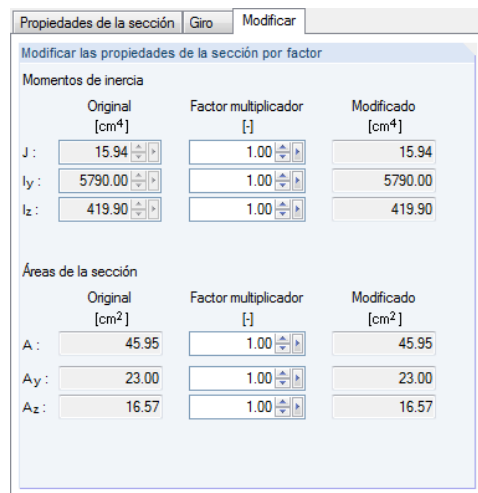 Propiedades de la sección Giro Modificar
Modificar las propiedades de la sección por factor
Momentos de inercia
Original Factor multiplicador Modificado
[cm4] [-] [cm4]
J : 15.94 1.00 15.94
Iy : 5790.00 1.00 5790.00
Iz : 419.90 1.00 419.90
Áreas de la sección
Original Factor multiplicador Modificado
[cm2] [-] [cm2]
A : 45.95 1.00 45.95
Ay : 23.00 1.00 23.00
Az : 16.57 1.00 16.57